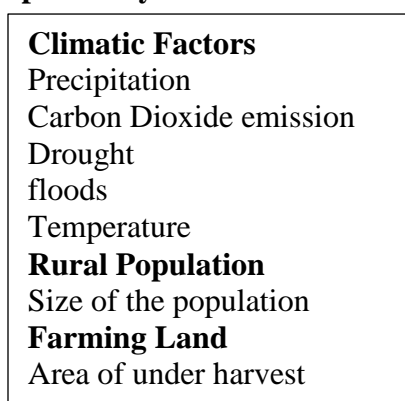 Climatic Factors
Precipitation
Carbon Dioxide emission
Drought
floods
Temperature
Rural Population
Size of the population
Farming Land
Area of under harvest